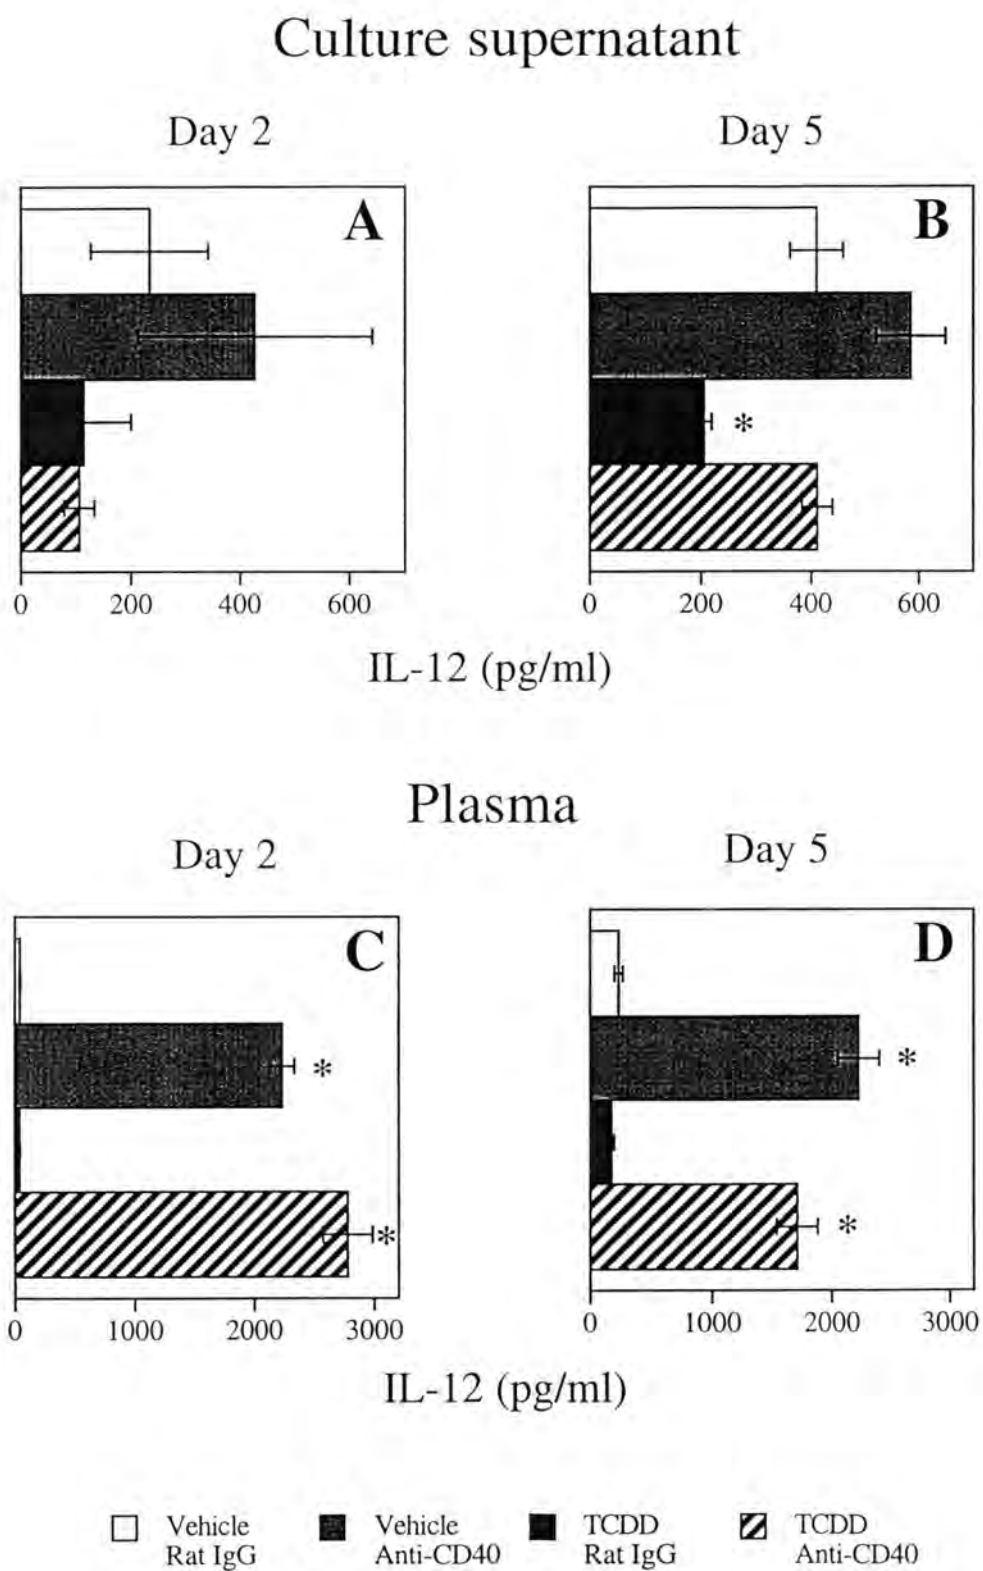 Culture supernatant
Day 2
Day 5
A
B
*
0 200 400 600
0 200 400 600
IL-12 (pg/ml)
Plasma
Day 2
Day 5
C
D
*
*
*
*
0 1000 2000 3000
0 1000 2000 3000
IL-12 (pg/ml)
Vehicle
Rat IgG
Vehicle
Anti-CD40
TCDD
Rat IgG
TCDD
Anti-CD40